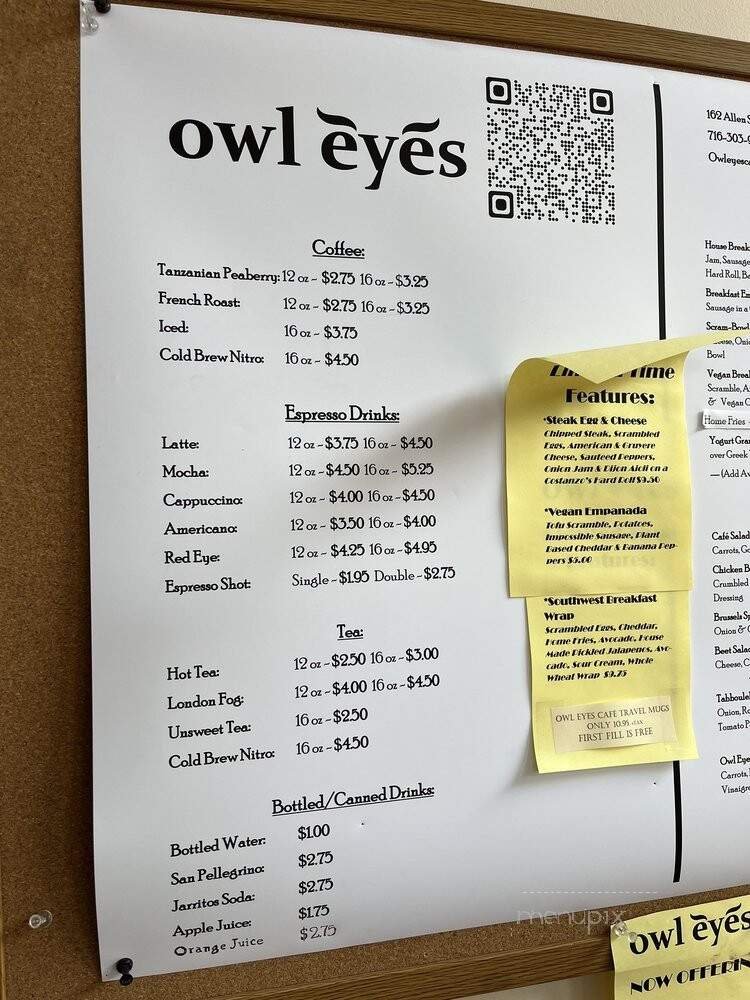 owl eyes
Coffee:
Tanzanian Peaberry: 12 oz ~ $2.75 16 oz ~ $3.25
French Roast: 12 oz ~ $2.75 16 oz ~ $3.25
Iced: 16 oz ~ $3.75
Cold Brew Nitro: 16 oz ~ $4.50
Espresso Drinks:
Latte: 12 oz ~ $3.75 16 oz ~ $4.50
Mocha: 12 oz ~ $4.50 16 oz ~ $5.25
Cappuccino: 12 oz ~ $4.00 16 oz ~ $4.50
Americano: 12 oz ~ $3.50 16 oz ~ $4.00
Red Eye: 12 oz ~ $4.25 16 oz ~ $4.95
Espresso Shot: Single ~ $1.95 Double ~ $2.75
Tea:
Hot Tea: 12 oz ~ $2.50 16 oz ~ $3.00
London Fog: 12 oz ~ $4.00 16 oz ~ $4.50
Unsweet Tea: 16 oz ~ $2.50
Cold Brew Nitro: 16 oz ~ $4.50
Bottled/Canned Drinks:
Bottled Water: $1.00
San Pellegrino: $2.75
Jarritos Soda: $2.75
Apple Juice: $1.75
Orange Juice $2.75
Time
Features:
*Steak Egg & Cheese
Chipped Steak, Scrambled
Eggs, American & Gruyere
Cheese, Sauteed Peppers,
Onion Jam & Dijon Aioli on a
Costanzo's Hard Roll $9.50
*Vegan Empanada
Tofu Scramble, Potatoes,
Impossible Sausage, Plant
Based Cheddar & Banana Pep-
pers $5.00
*Southwest Breakfast
Wrap
Scrambled Eggs, Cheddar,
Home Fries, Avocado, House
Made Pickled Jalapenos, Avo-
cado, Sour Cream, Whole
Wheat Wrap $9.75
OWL EYES CAFE TRAVEL MUGS
ONLY 10.95 +TAX
FIRST FILL IS FREE
162 Allen S
716-303-9
Owleyesca
House Break
Jam, Sausage
Hard Roll, Be
Breakfast Em
Sausage in a
Scram-Bowl
Bowl
Vegan Break
Scramble, A
& Vegan C
Home Fries
Yogurt Gran
over Greek
— (Add Av
Café Salad
Carrots, Go
Chicken B
Crumbled
Dressing
Brussels Sp
Onion & C
Beet Salad
Cheese, C
Tabboule
Onion, Ro
Tomato P
Owl Eye
Carrots,
Vinaigre
menupix
owl eyes
NOW OFFERIN